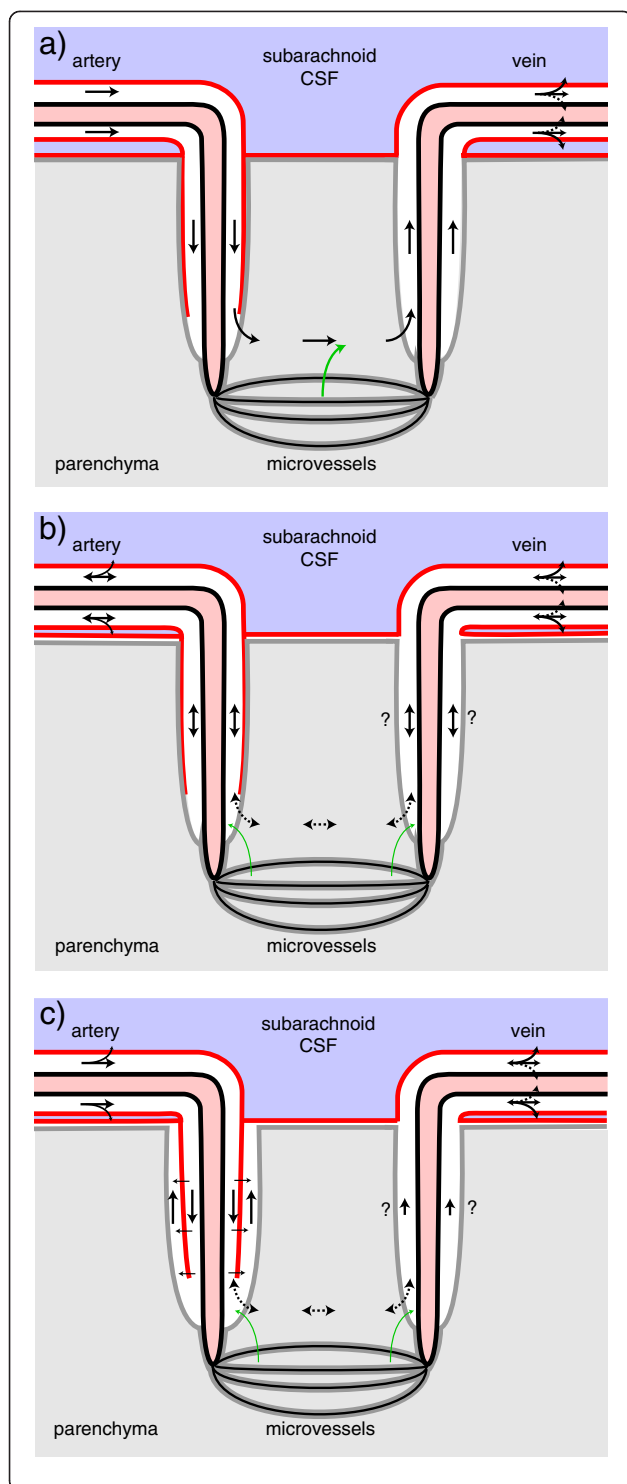 a)
artery
subarachnoid
CSF
vein
parenchyma
microvessels
b)
artery
subarachnoid
CSF
vein
?
?
parenchyma
microvessels
c)
artery
subarachnoid
CSF
vein
?
?
parenchyma
microvessels